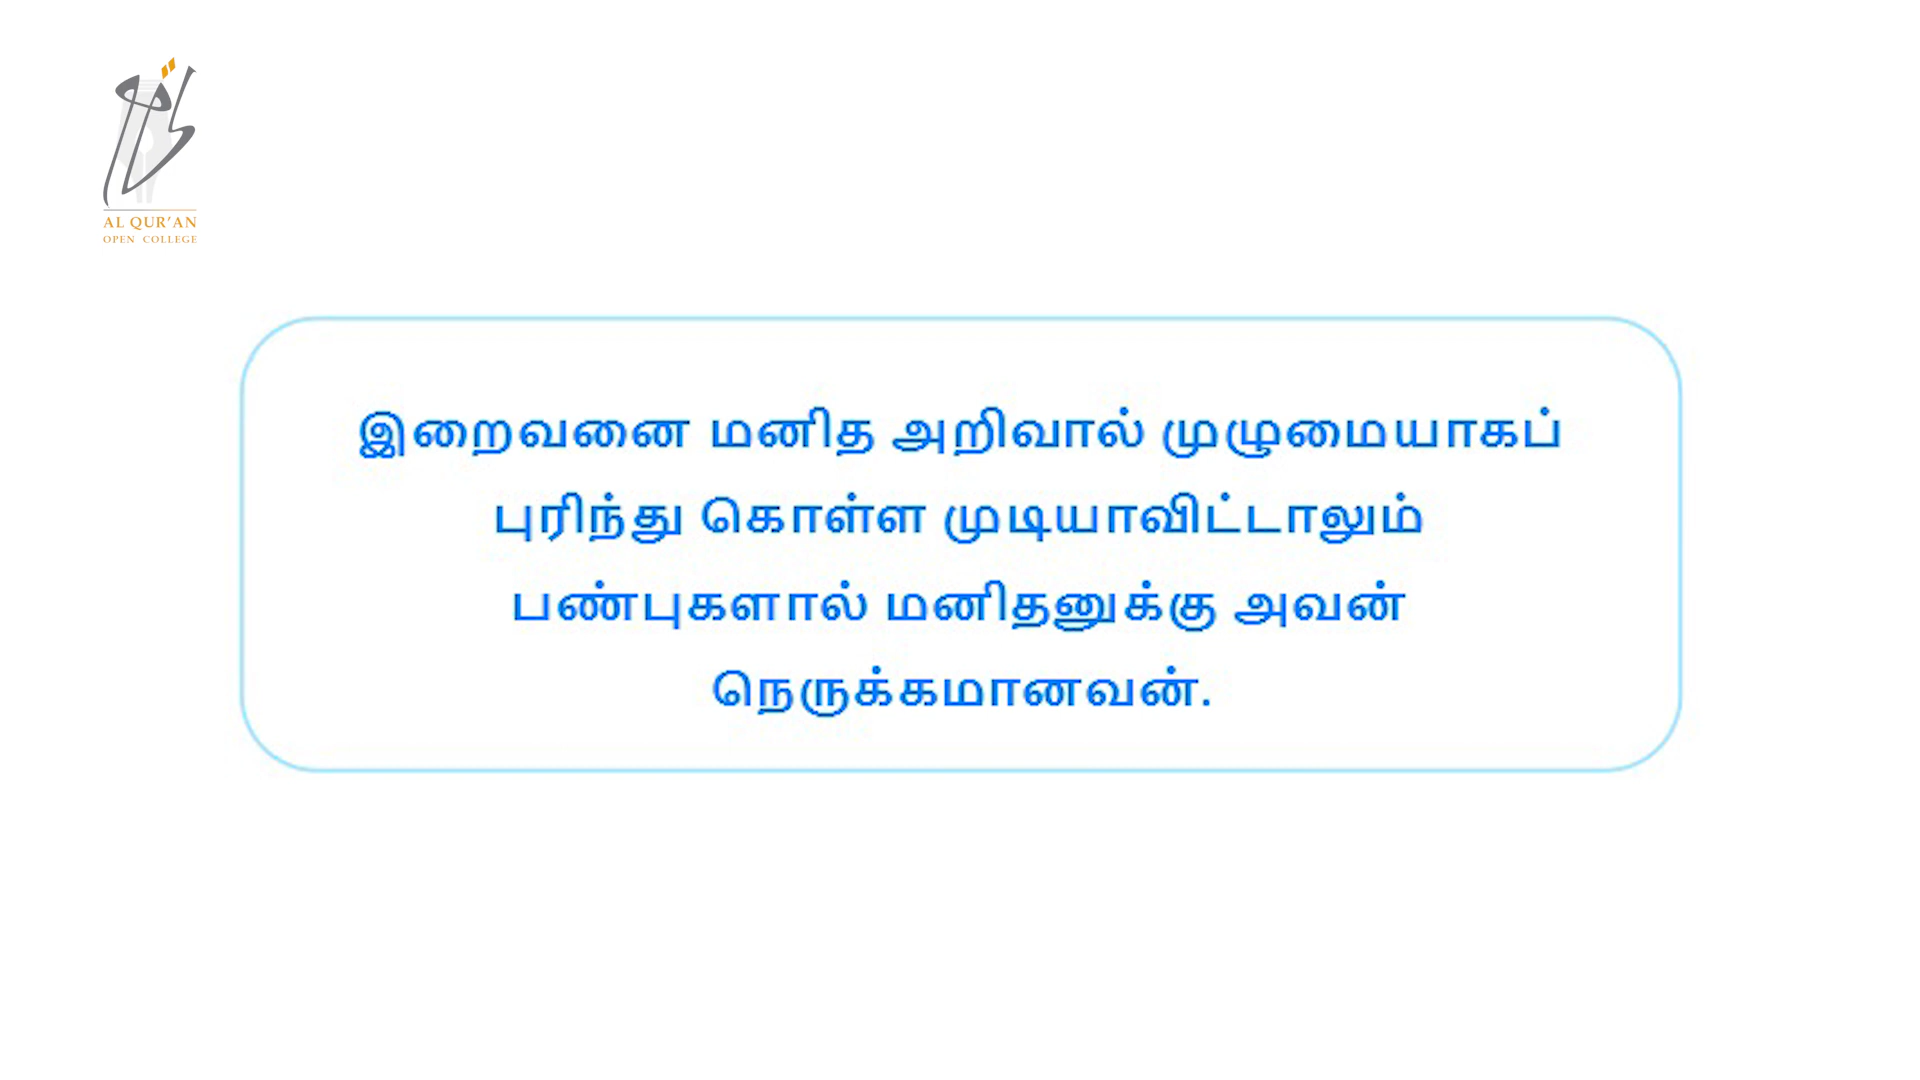 AL QUR'AN
OPEN COLLEGE
இறைவனை மனித அறிவால் முழுமையாகப்
புரிந்து கொள்ள முடியாவிட்டாலும்
பண்புகளால் மனிதனுக்கு அவன்
நெருக்கமானவன்.